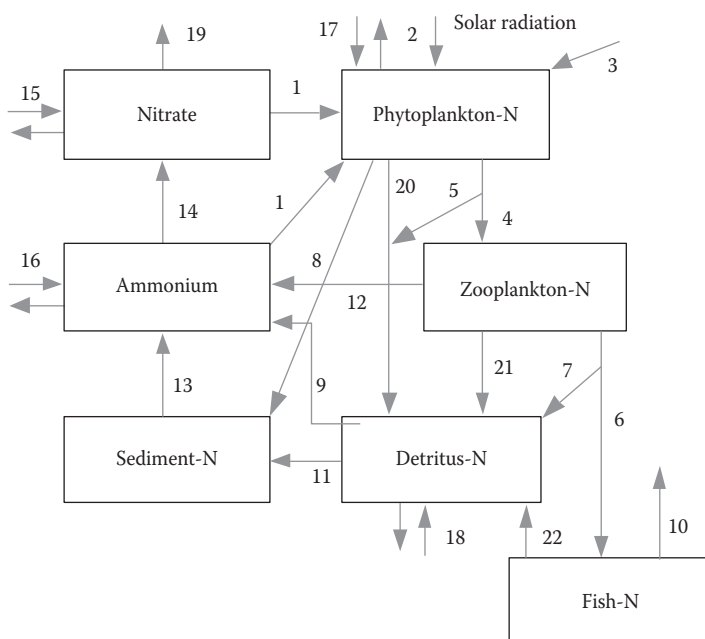 19
17
2
Solar radiation
3
15
Nitrate
1
Phytoplankton-N
14
1
20
5
4
16
Ammonium
8
12
Zooplankton-N
13
9
21
7
6
Sediment-N
11
Detritus-N
18
22
10
Fish-N